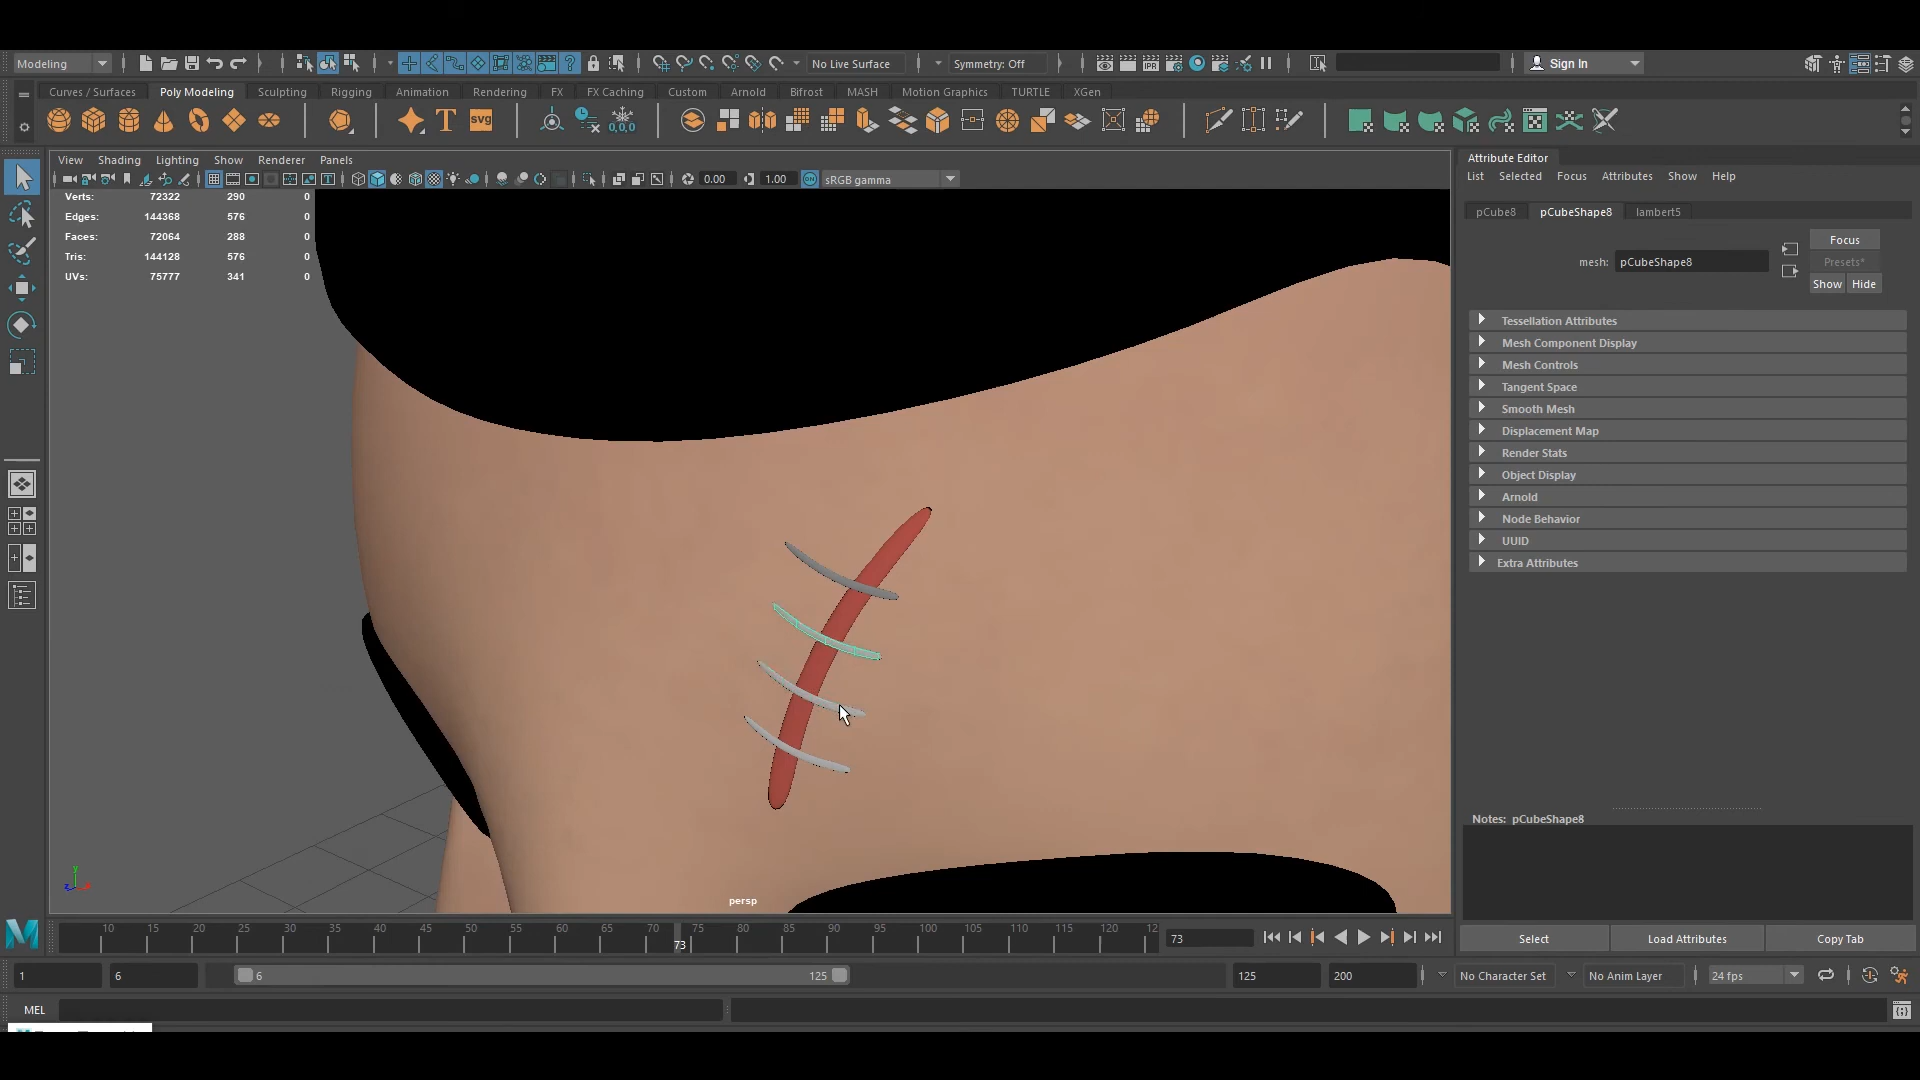 Modeling
No Live Surface
Symmetry: Off
Sign In
Curves / Surfaces Poly Modeling Sculpting Rigging Animation Rendering FX FX Caching Custom Arnold Bifrost MASH Motion Graphics TURTLE XGen
T svg
0,0,0
View Shading Lighting Show Renderer Panels
0.00 1.00 ON sRGB gamma
Verts: 72322 290 0
Edges: 144368 576 0
Faces: 72064 288 0
Tris: 144128 576 0
UVs: 75777 341 0
Attribute Editor
List Selected Focus Attributes Show Help
pCube8 pCubeShape8 lambert5
Focus
mesh: pCubeShape8
Presets*
Show Hide
Tessellation Attributes
Mesh Component Display
Mesh Controls
Tangent Space
Smooth Mesh
Displacement Map
Render Stats
Object Display
Arnold
Node Behavior
UUID
Extra Attributes
Notes: pCubeShape8
y
z x
persp
10 15 20 25 30 35 40 45 50 55 60 65 70 75 80 85 90 95 100 105 110 115 120 12
73
73
Select Load Attributes Copy Tab
1 6 6 125 125 200 No Character Set No Anim Layer 24 fps
MEL